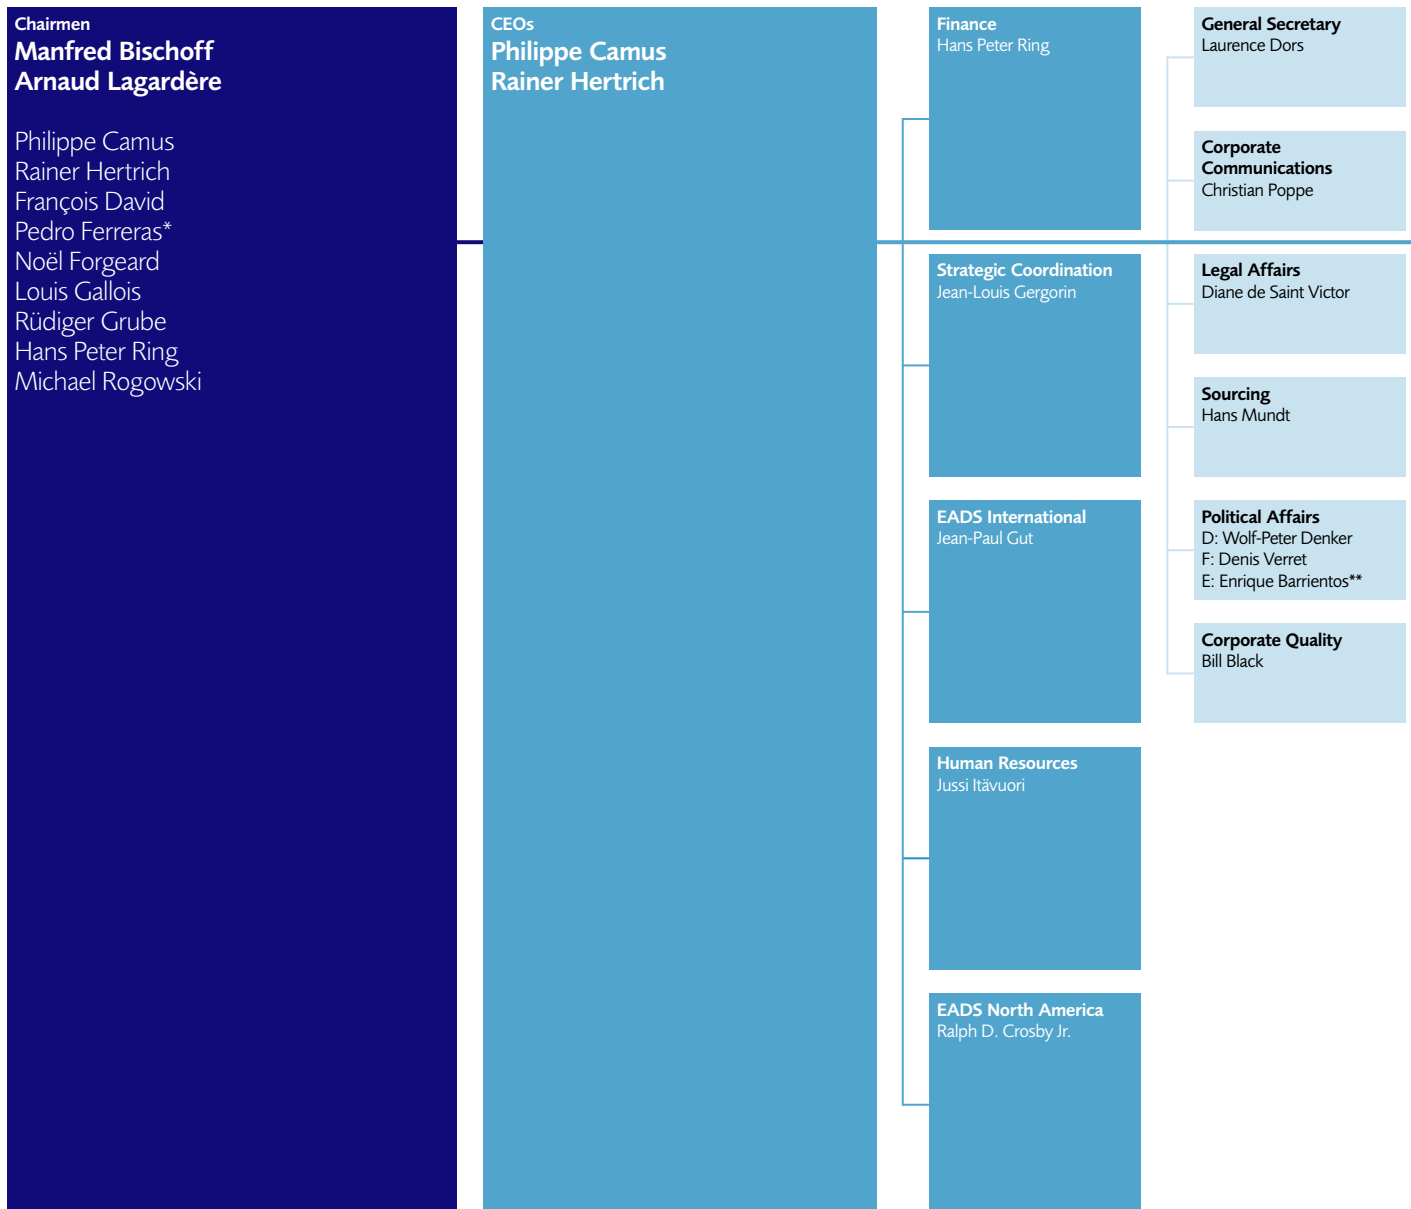 Chairmen
Manfred Bischoff
Arnaud Lagardère
Philippe Camus
Rainer Hertrich
François David
Pedro Ferreras*
Noël Forgeard
Louis Gallois
Rüdiger Grube
Hans Peter Ring
Michael Rogowski
CEOs
Philippe Camus
Rainer Hertrich
Finance
Hans Peter Ring
Strategic Coordination
Jean-Louis Gergorin
EADS International
Jean-Paul Gut
Human Resources
Jussi Itävuori
EADS North America
Ralph D. Crosby Jr.
General Secretary
Laurence Dors
Corporate
Communications
Christian Poppe
Legal Affairs
Diane de Saint Victor
Sourcing
Hans Mundt
Political Affairs
D: Wolf-Peter Denker
F: Denis Verret
E: Enrique Barrientos**
Corporate Quality
Bill Black